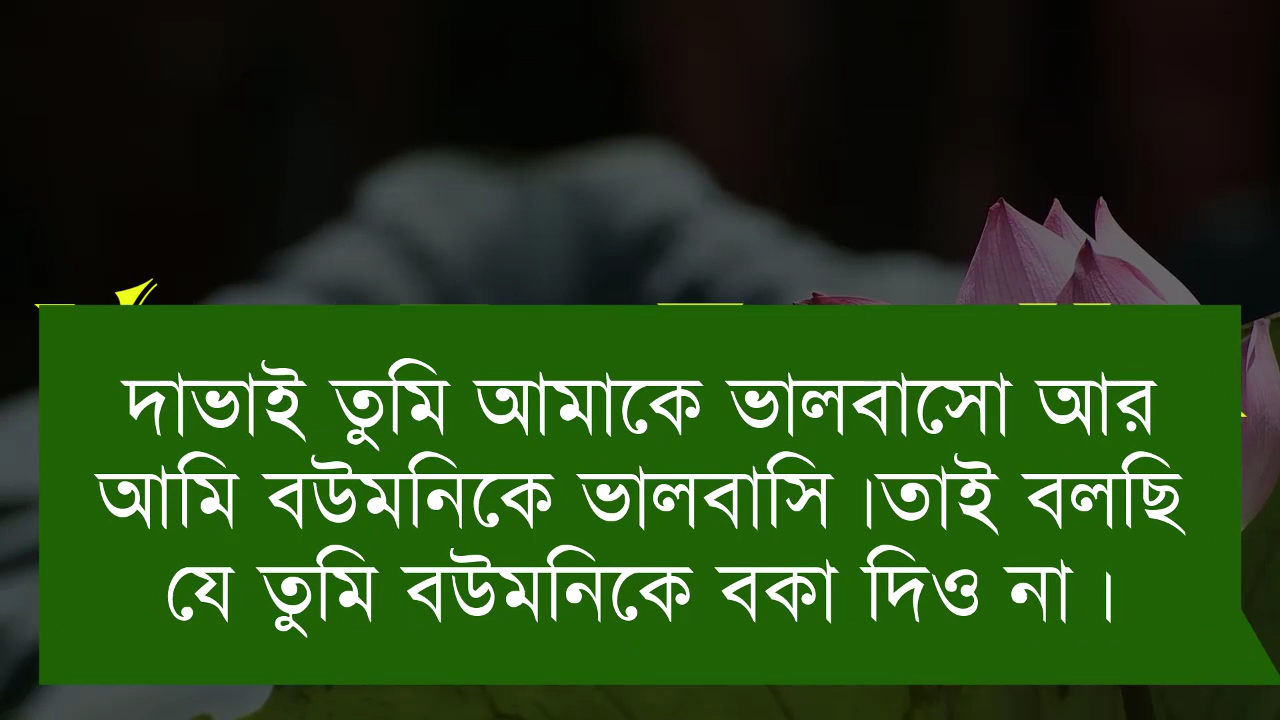 দাভাই তুমি আমাকে ভালবাসো আর
আমি বউমনিকে ভালবাসি ।তাই বলছি
যে তুমি বউমনিকে বকা দিও না ।